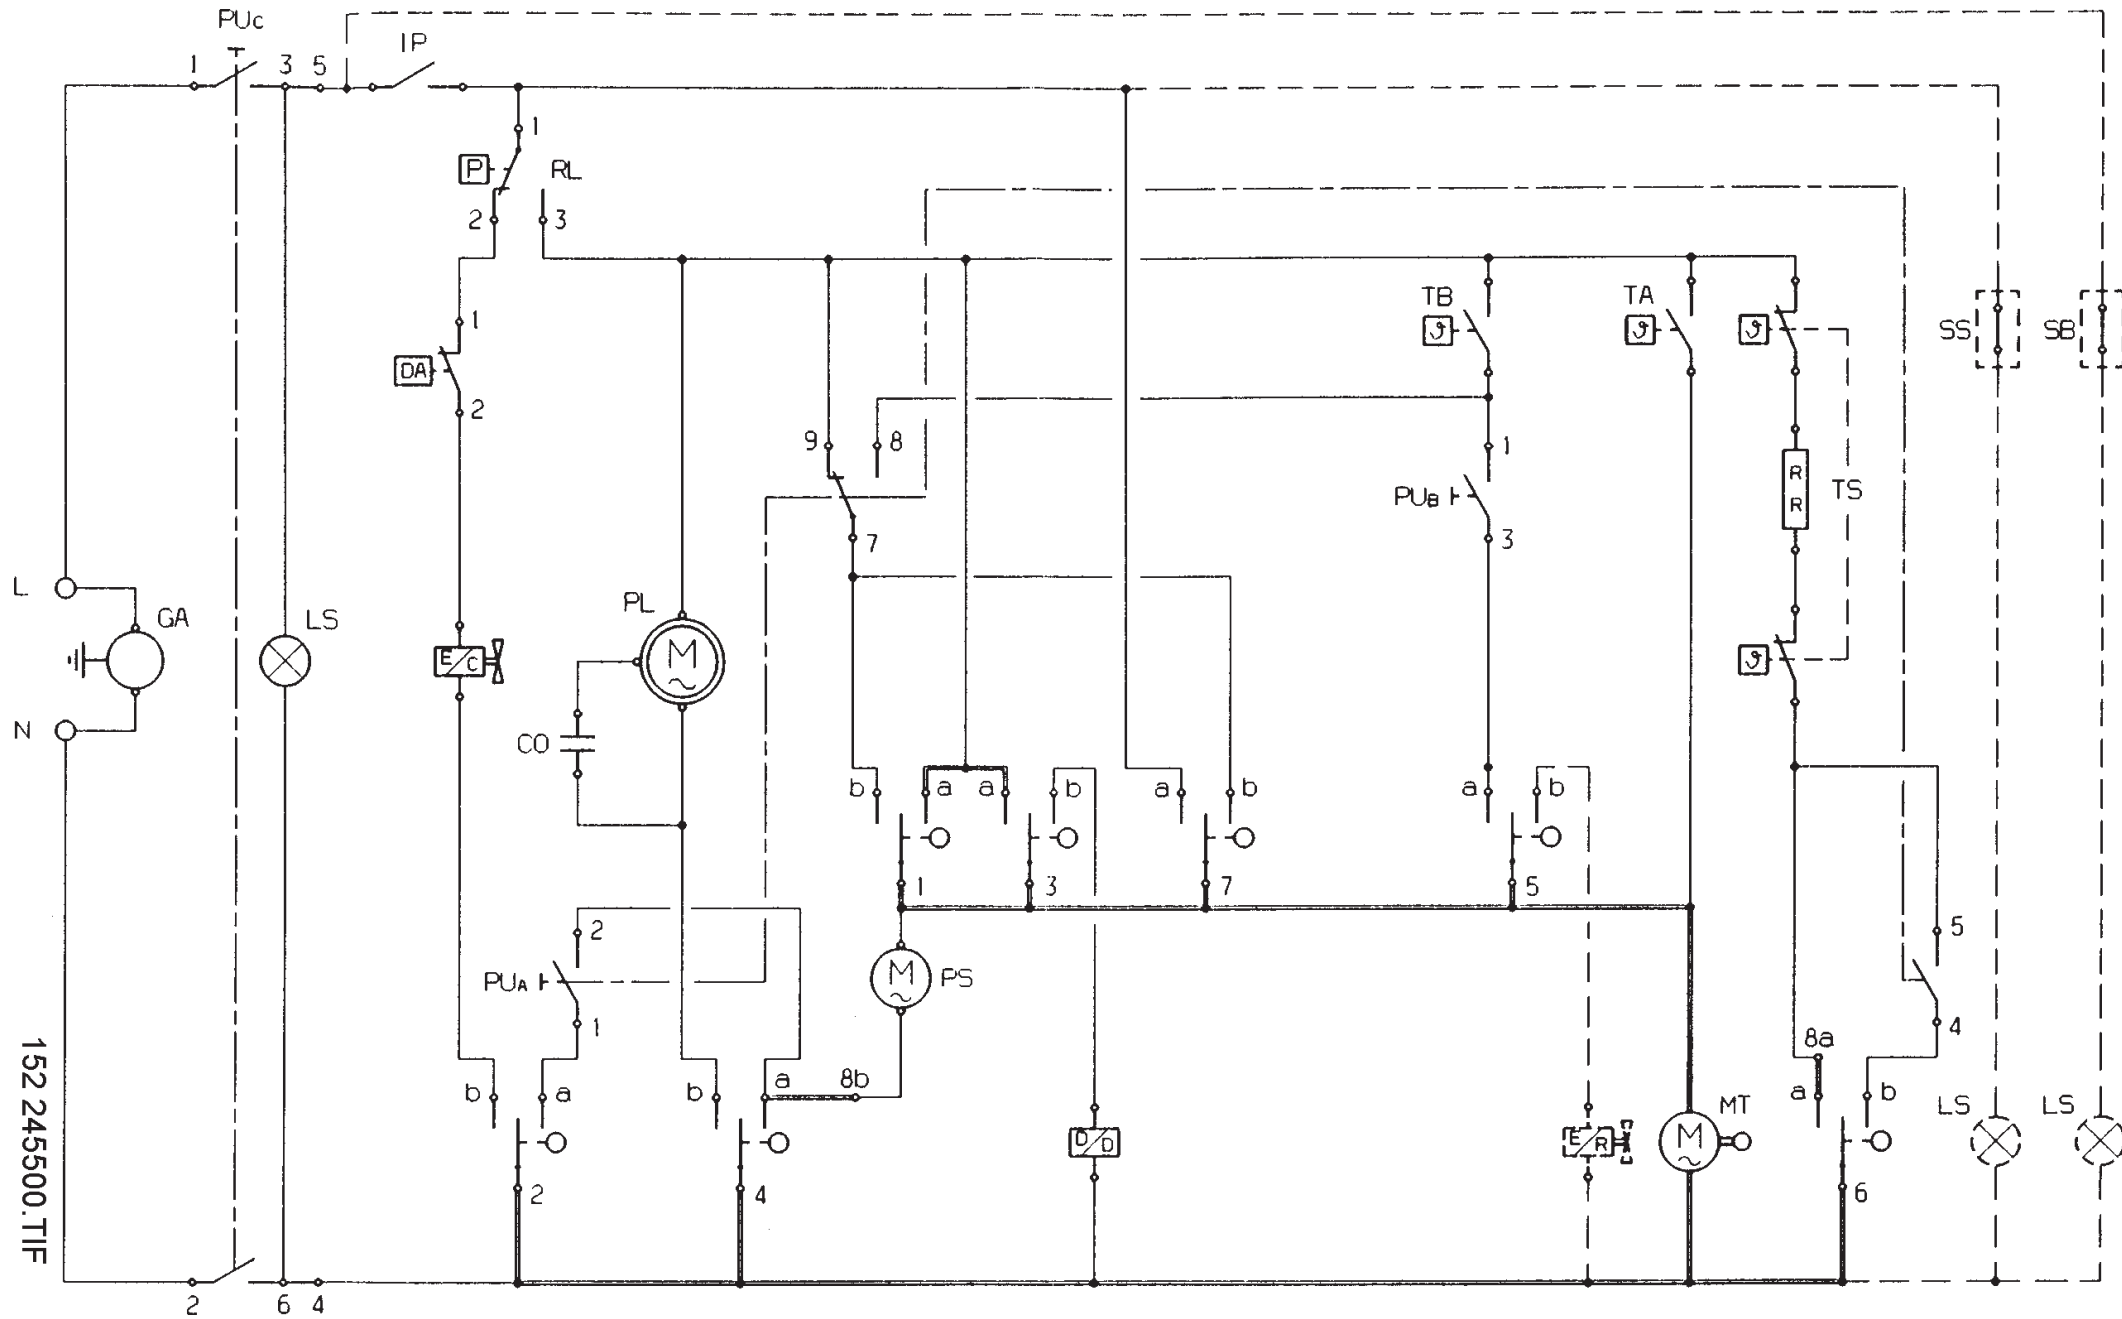 PUc
IP
1 3 5
1
P
RL
2 3
TB
TA
ϑ
ϑ
ϑ
SS
SB
1
DA
2
9 8
1
R
R
TS
PUB
7
3
L
GA
LS
PL
E/C
M
~
ϑ
N
CO
b a a b a b a b
1 3 7 5
2
5
PUA
M
~
PS
1
4
8a
b a
b a 8b
a b
D/D
E/R
MT
M
~
LS
LS
2
4
6
2 6 4
152 245500.TIF